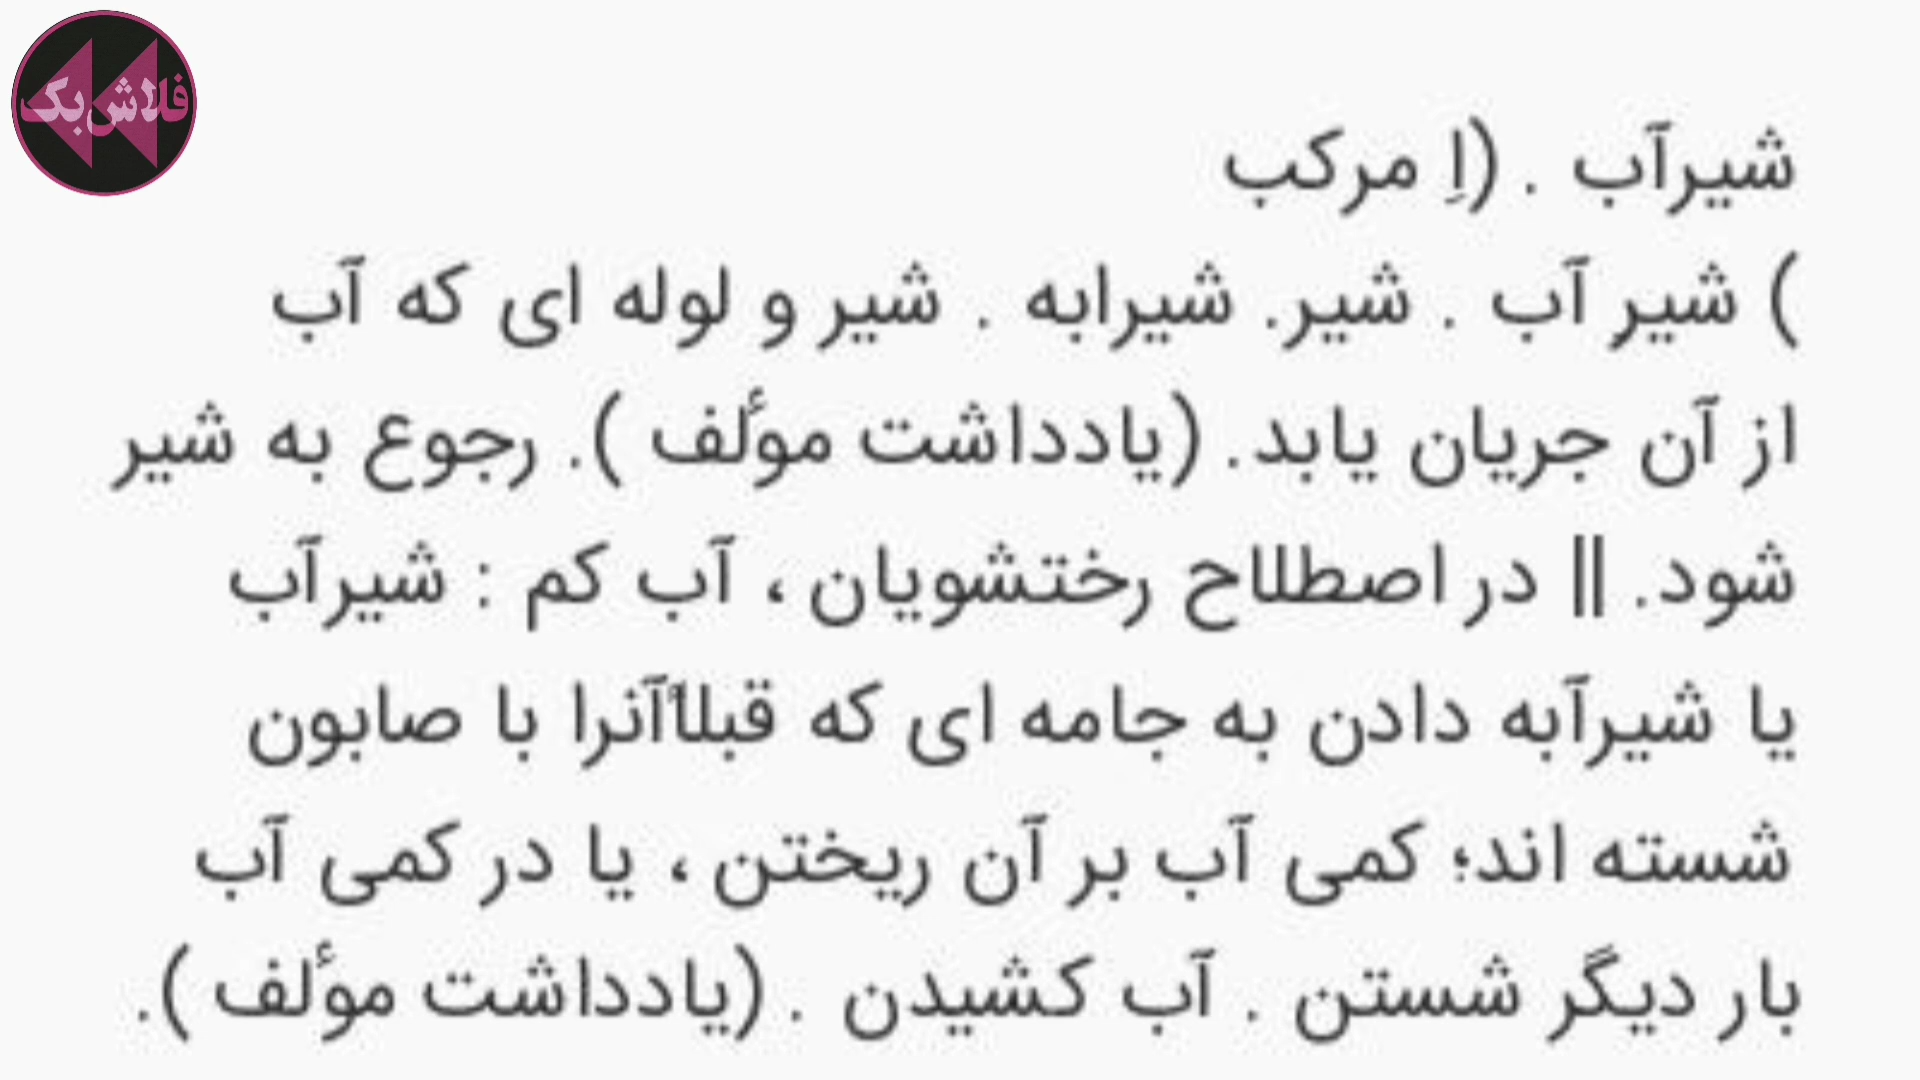 فلاش بک
شیرآب . (اِ مرکب
) شیر آب . شیر. شیرابه . شیر و لوله ای که آب
از آن جریان یابد. (یادداشت مؤلف ). رجوع به شیر
شود. || در اصطلاح رختشویان ، آب کم : شیرآب
یا شیرآبه دادن به جامه ای که قبلاًآنرا با صابون
شسته اند؛ کمی آب بر آن ریختن ، یا در کمی آب
بار دیگر شستن . آب کشیدن . (یادداشت مؤلف ).